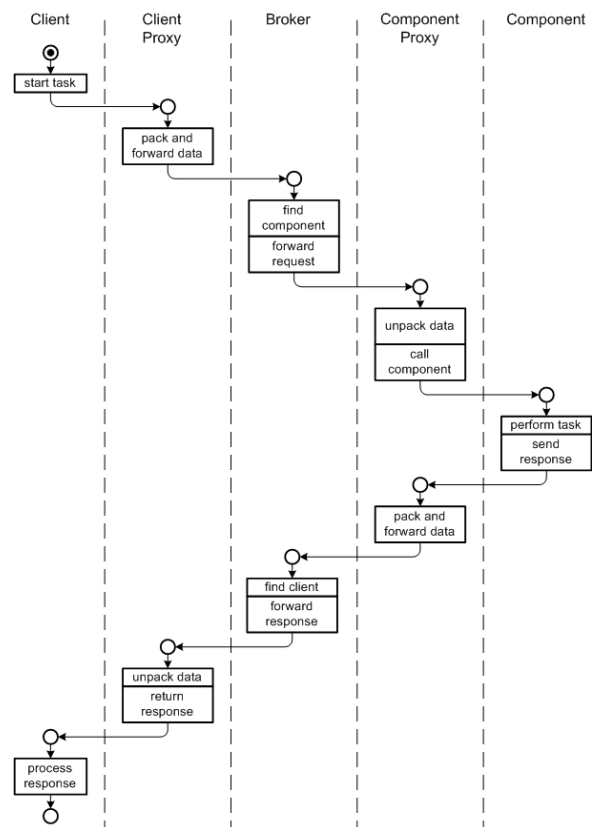 Client
Client
Proxy
Broker
Component
Proxy
Component
start task
pack and
forward data
find
component
forward
request
unpack data
call
component
perform task
send
response
pack and
forward data
find client
forward
response
unpack data
return
response
process
response